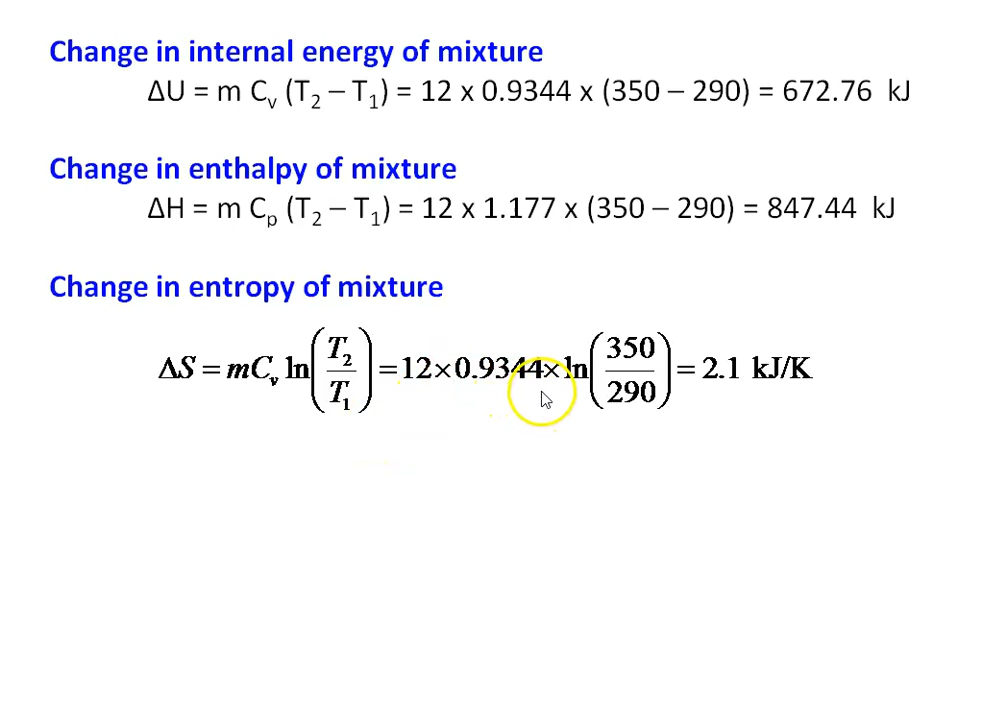 Change in internal energy of mixture
ΔU = m Cᵥ (T₂ – T₁) = 12 x 0.9344 x (350 – 290) = 672.76 kJ
Change in enthalpy of mixture
ΔH = m Cₚ (T₂ – T₁) = 12 x 1.177 x (350 – 290) = 847.44 kJ
Change in entropy of mixture
ΔS = mCᵥ ln(T₂/T₁) = 12×0.9344×ln(350/290) = 2.1 kJ/K